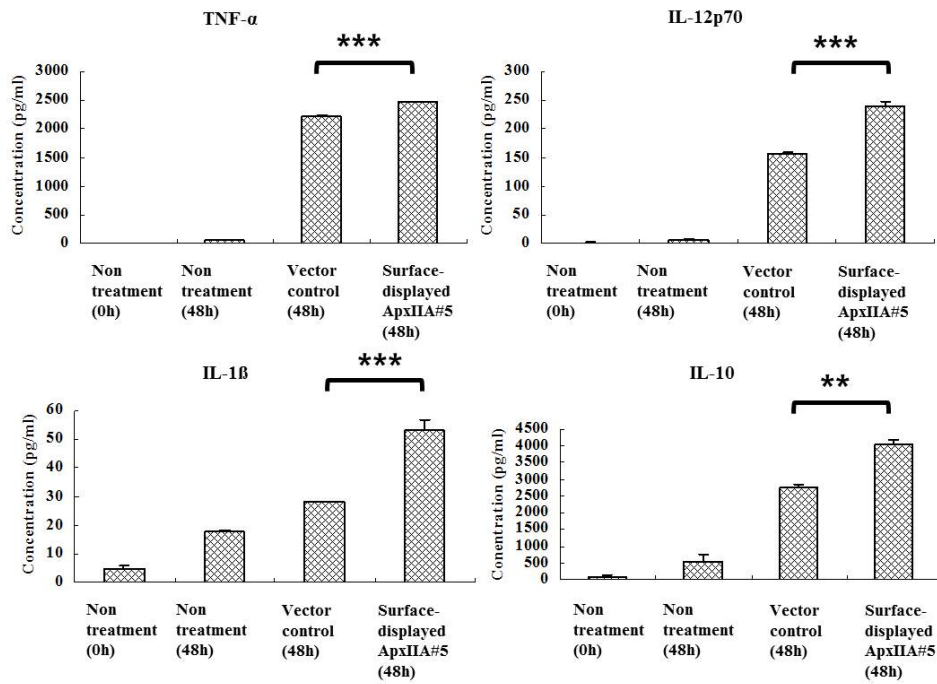 TNF-α
***
Concentration (pg/ml)
3000
2500
2000
1500
1000
500
0
Non
treatment
(0h)
Non
treatment
(48h)
Vector
control
(48h)
Surface-
displayed
ApxIIA#5
(48h)
IL-12p70
***
Concentration (pg/ml)
300
250
200
150
100
50
0
Non
treatment
(0h)
Non
treatment
(48h)
Vector
control
(48h)
Surface-
displayed
ApxIIA#5
(48h)
IL-1ß
***
Concentration (pg/ml)
60
50
40
30
20
10
0
Non
treatment
(0h)
Non
treatment
(48h)
Vector
control
(48h)
Surface-
displayed
ApxIIA#5
(48h)
IL-10
**
Concentration (pg/ml)
4500
4000
3500
3000
2500
2000
1500
1000
500
0
Non
treatment
(0h)
Non
treatment
(48h)
Vector
control
(48h)
Surface-
displayed
ApxIIA#5
(48h)